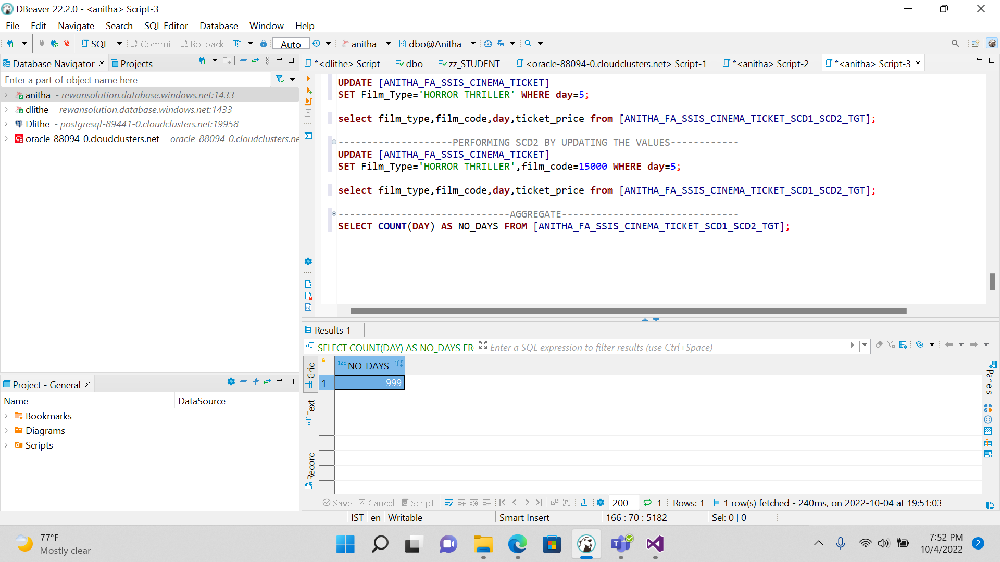 DBeaver 22.2.0 - <anitha> Script-3
File Edit Navigate Search SQL Editor Database Window Help
SQL Commit Rollback Auto anitha dbo@Anitha
Database Navigator Projects
Enter a part of object name here
anitha - rewansolution.database.windows.net:1433
dlithe - rewansolution.database.windows.net:1433
Dlithe - postgresql-89441-0.cloudclusters.net:19958
oracle-88094-0.cloudclusters.net - oracle-88094-0.cloudclusters.ne
*<dlithe> Script dbo zz_STUDENT <oracle-88094-0.cloudclusters.net> Script-1 *<anitha> Script-2 *<anitha> Script-3
UPDATE [ANITHA_FA_SSIS_CINEMA_TICKET]
SET Film_Type='HORROR THRILLER' WHERE day=5;
select film_type,film_code,day,ticket_price from [ANITHA_FA_SSIS_CINEMA_TICKET_SCD1_SCD2_TGT];
--------------------PERFORMING SCD2 BY UPDATING THE VALUES------------
UPDATE [ANITHA_FA_SSIS_CINEMA_TICKET]
SET Film_Type='HORROR THRILLER',film_code=15000 WHERE day=5;
select film_type,film_code,day,ticket_price from [ANITHA_FA_SSIS_CINEMA_TICKET_SCD1_SCD2_TGT];
------------------------------AGGREGATE-------------------------------
SELECT COUNT(DAY) AS NO_DAYS FROM [ANITHA_FA_SSIS_CINEMA_TICKET_SCD1_SCD2_TGT];
Results 1
SELECT COUNT(DAY) AS NO_DAYS FR Enter a SQL expression to filter results (use Ctrl+Space)
Grid
Text
Record
123 NO_DAYS
1 999
Panels
Project - General
Name DataSource
Bookmarks
Diagrams
Scripts
Save Cancel Script 200 1 Rows: 1 1 row(s) fetched - 240ms, on 2022-10-04 at 19:51:03
IST en Writable Smart Insert 166 : 70 : 5182 Sel: 0 | 0
77°F
Mostly clear
7:52 PM
10/4/2022
2